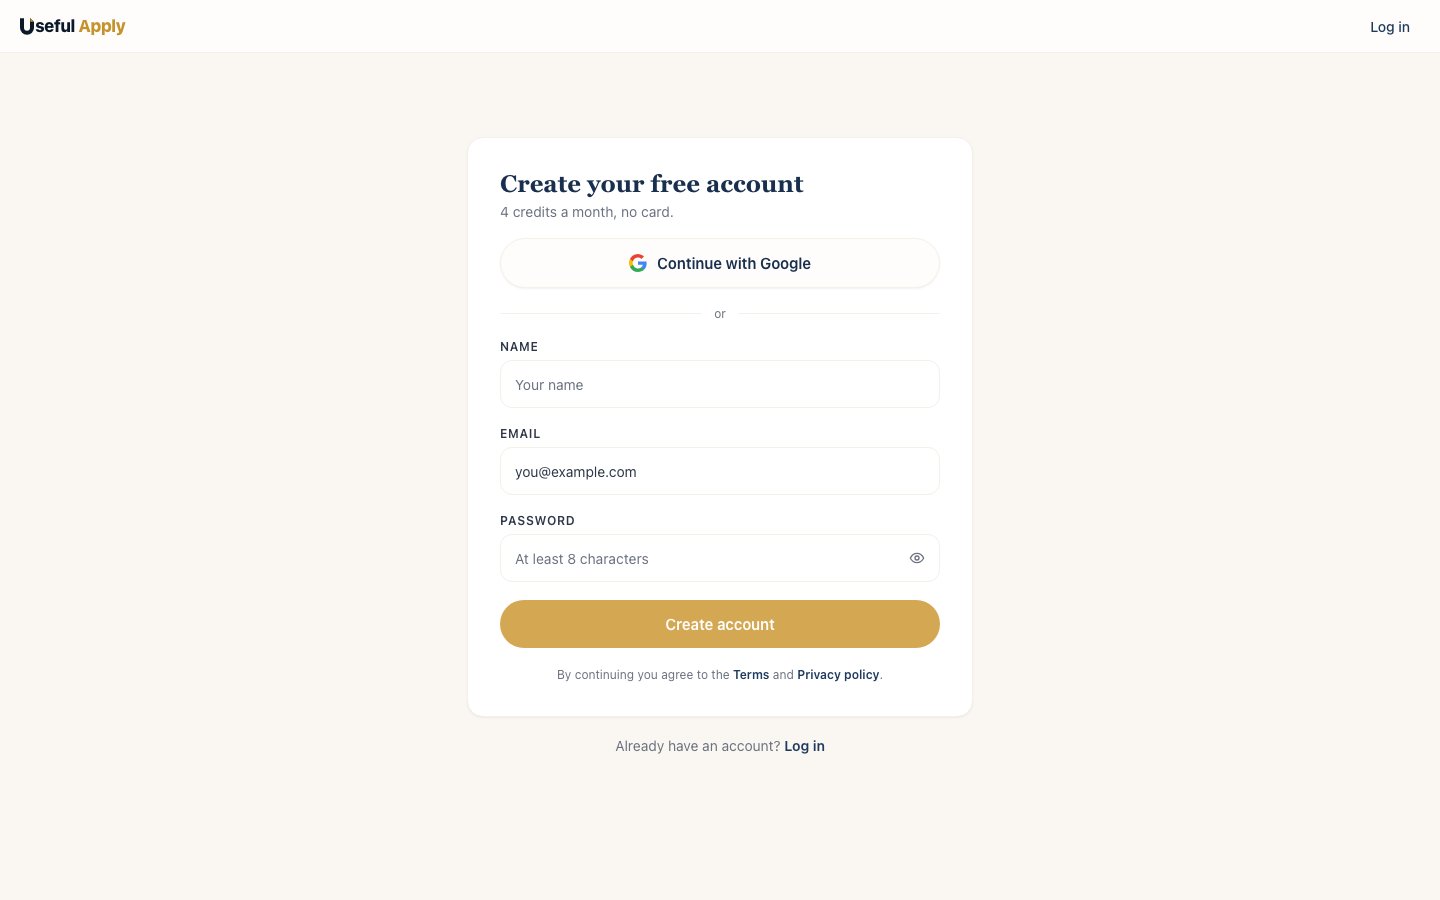 Useful Apply
Log in
Create your free account
4 credits a month, no card.
Continue with Google
or
NAME
Your name
EMAIL
you@example.com
PASSWORD
At least 8 characters
Create account
By continuing you agree to the Terms and Privacy policy.
Already have an account? Log in